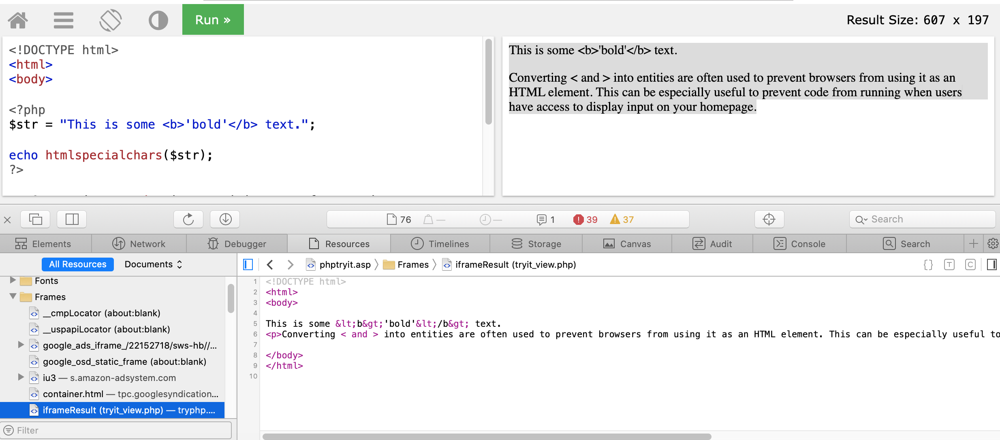 Run »
Result Size: 607 x 197
<!DOCTYPE html>
<html>
<body>
<?php
$str = "This is some <b>'bold'</b> text.";
echo htmlspecialchars($str);
?>
This is some <b>'bold'</b> text.
Converting < and > into entities are often used to prevent browsers from using it as an
HTML element. This can be especially useful to prevent code from running when users
have access to display input on your homepage.
76 — — 1 39 37
Search
Elements Network Debugger Resources Timelines Storage Canvas Audit Console Search
All Resources Documents
phptryit.asp Frames iframeResult (tryit_view.php)
{} T C
Fonts
Frames
__cmpLocator (about:blank)
__uspapiLocator (about:blank)
google_ads_iframe_/22152718/sws-hb//...
google_osd_static_frame (about:blank)
iu3 — s.amazon-adsystem.com
container.html — tpc.googlesyndication...
iframeResult (tryit_view.php) — tryphp....
Filter
1 <!DOCTYPE html>
2 <html>
3 <body>
4
5 This is some &lt;b&gt;'bold'&lt;/b&gt; text.
6 <p>Converting < and > into entities are often used to prevent browsers from using it as an HTML element. This can be especially useful to
7
8 </body>
9 </html>
10